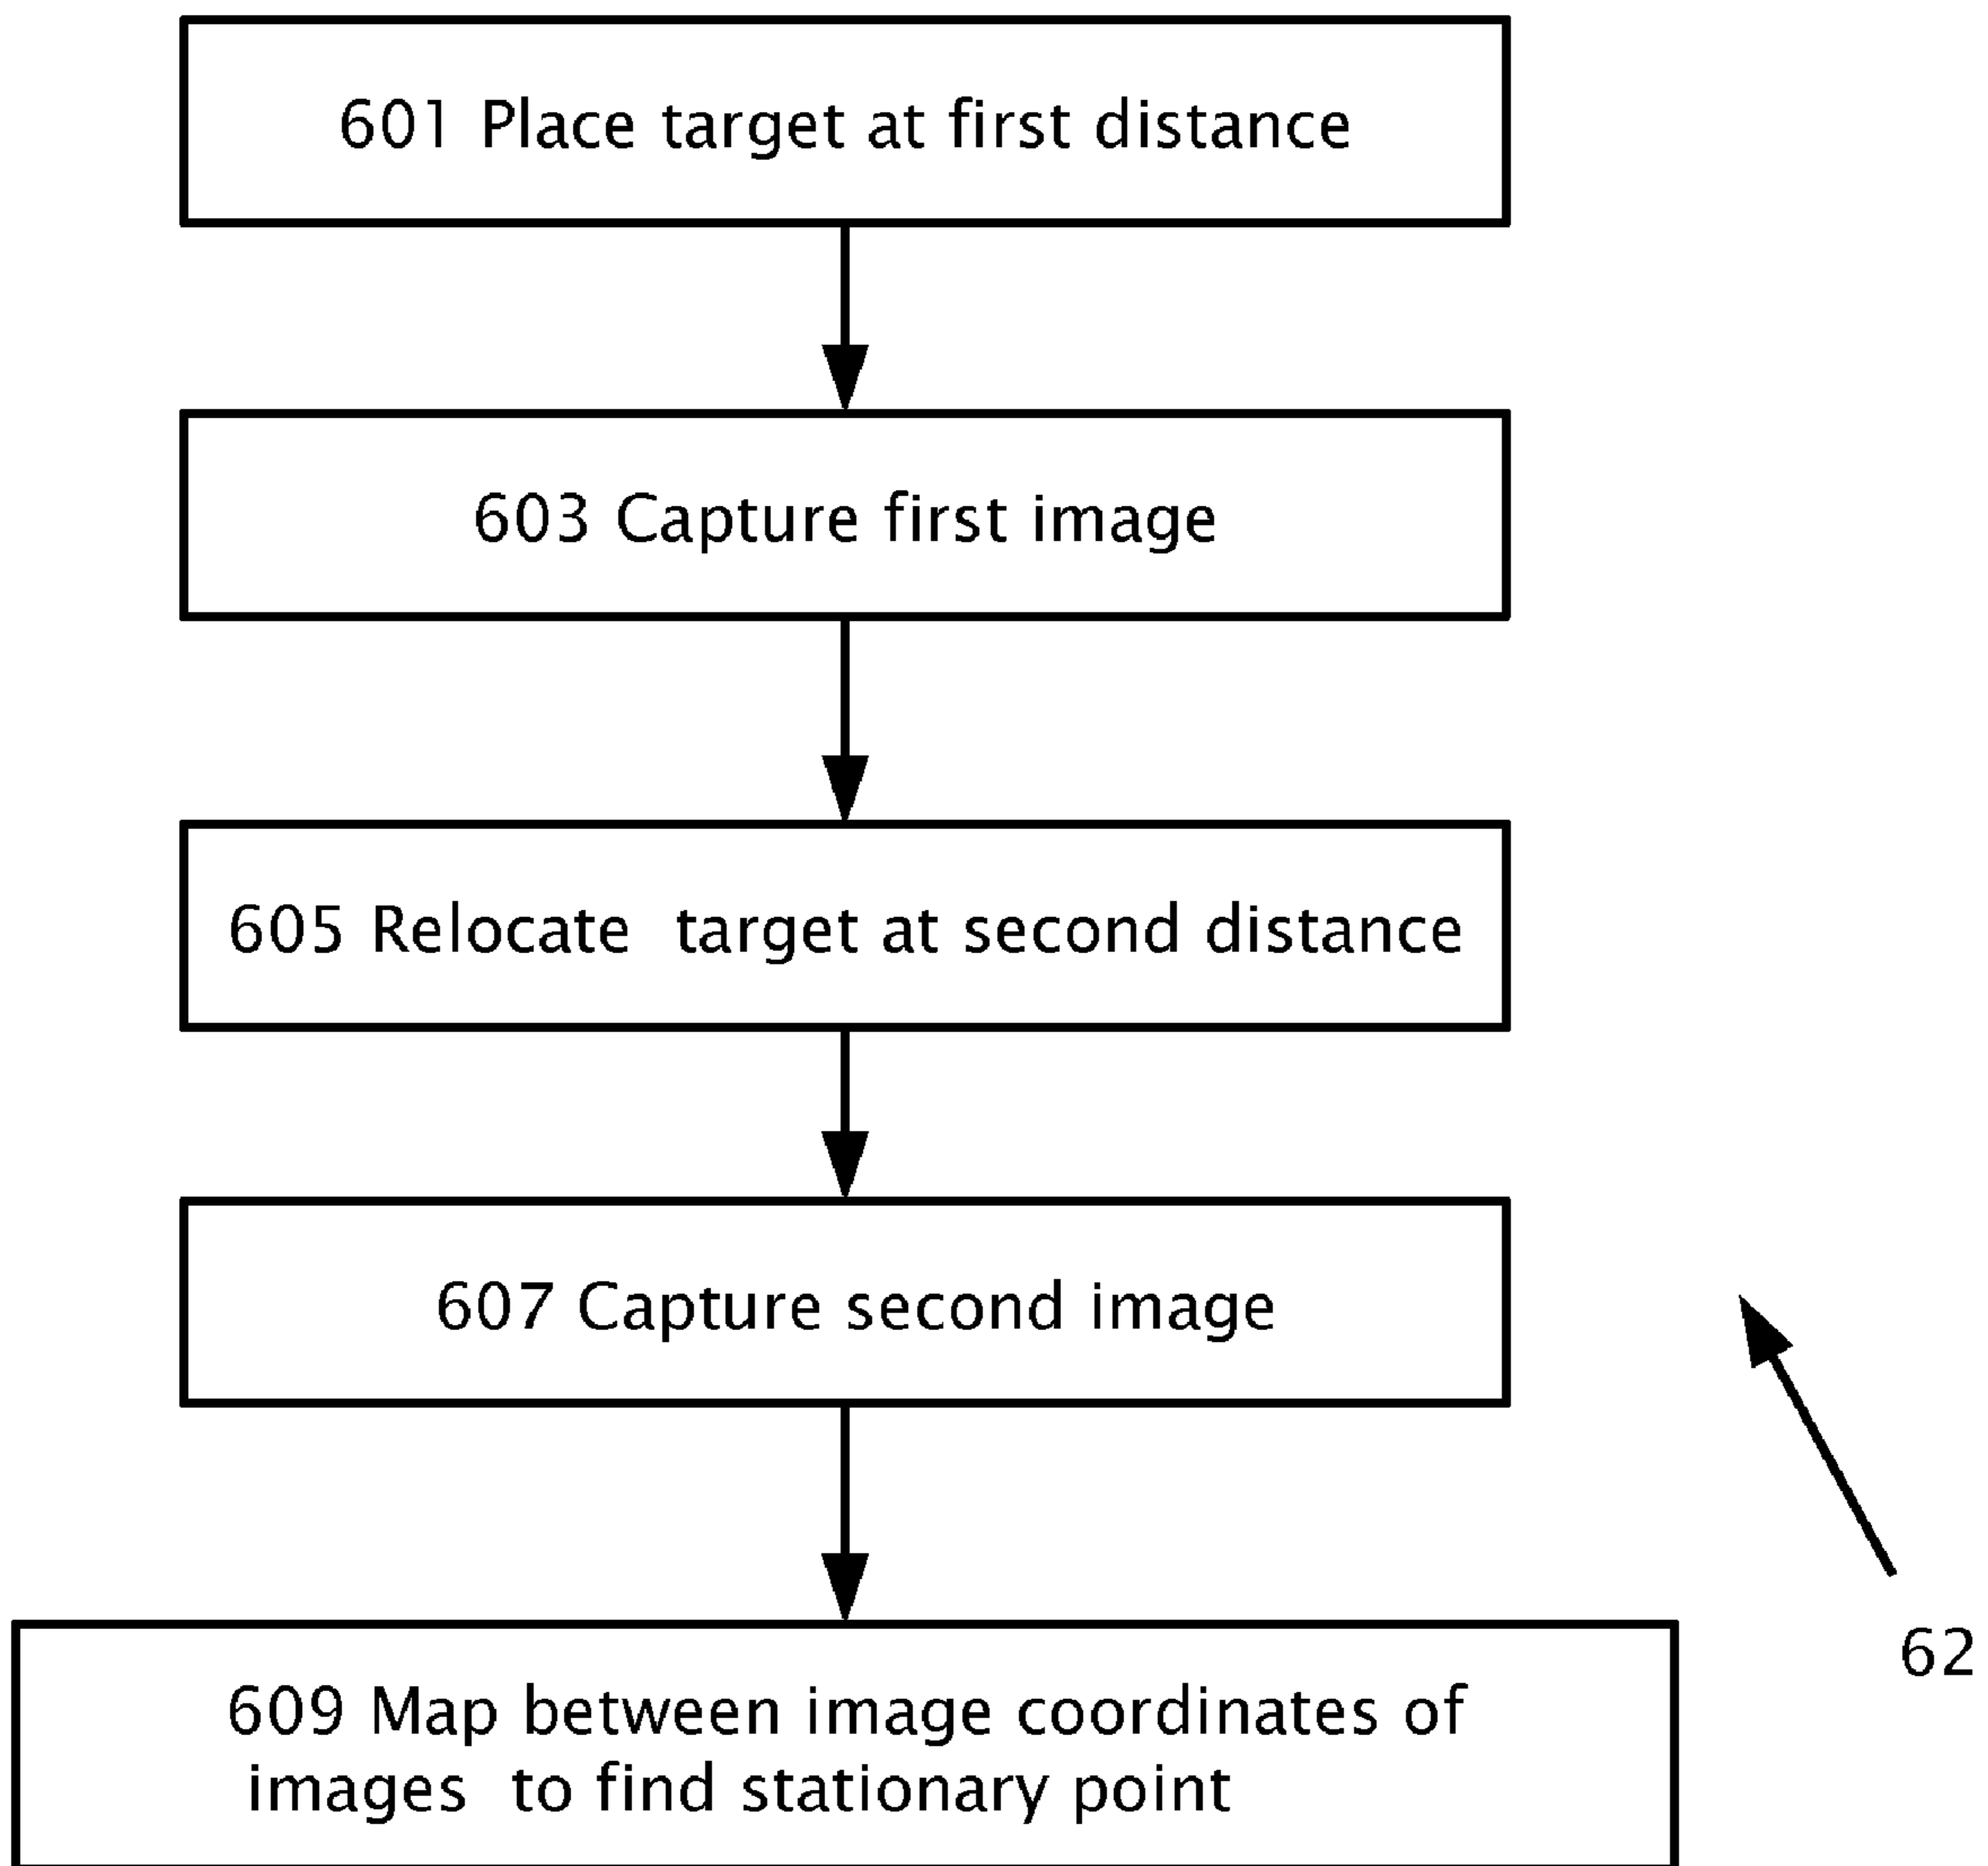 601 Place target at first distance
603 Capture first image
605 Relocate  target at second distance
607 Capture second image
62
609 Map between image coordinates of
images  to find stationary point